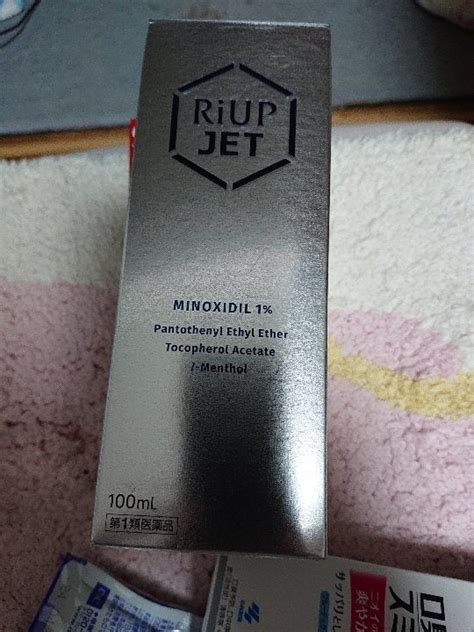 RiUP
JET
MINOXIDIL 1%
Pantothenyl Ethyl Ether
Tocopherol Acetate
l-Menthol
100mL
第1類医薬品